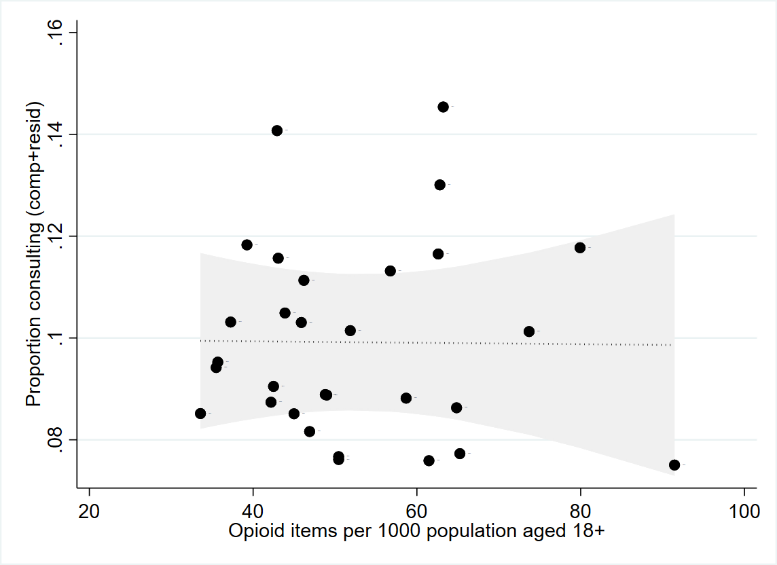 Proportion consulting (comp+resid)
.16
.14
.12
.1
.08
20 40 60 80 100
Opioid items per 1000 population aged 18+